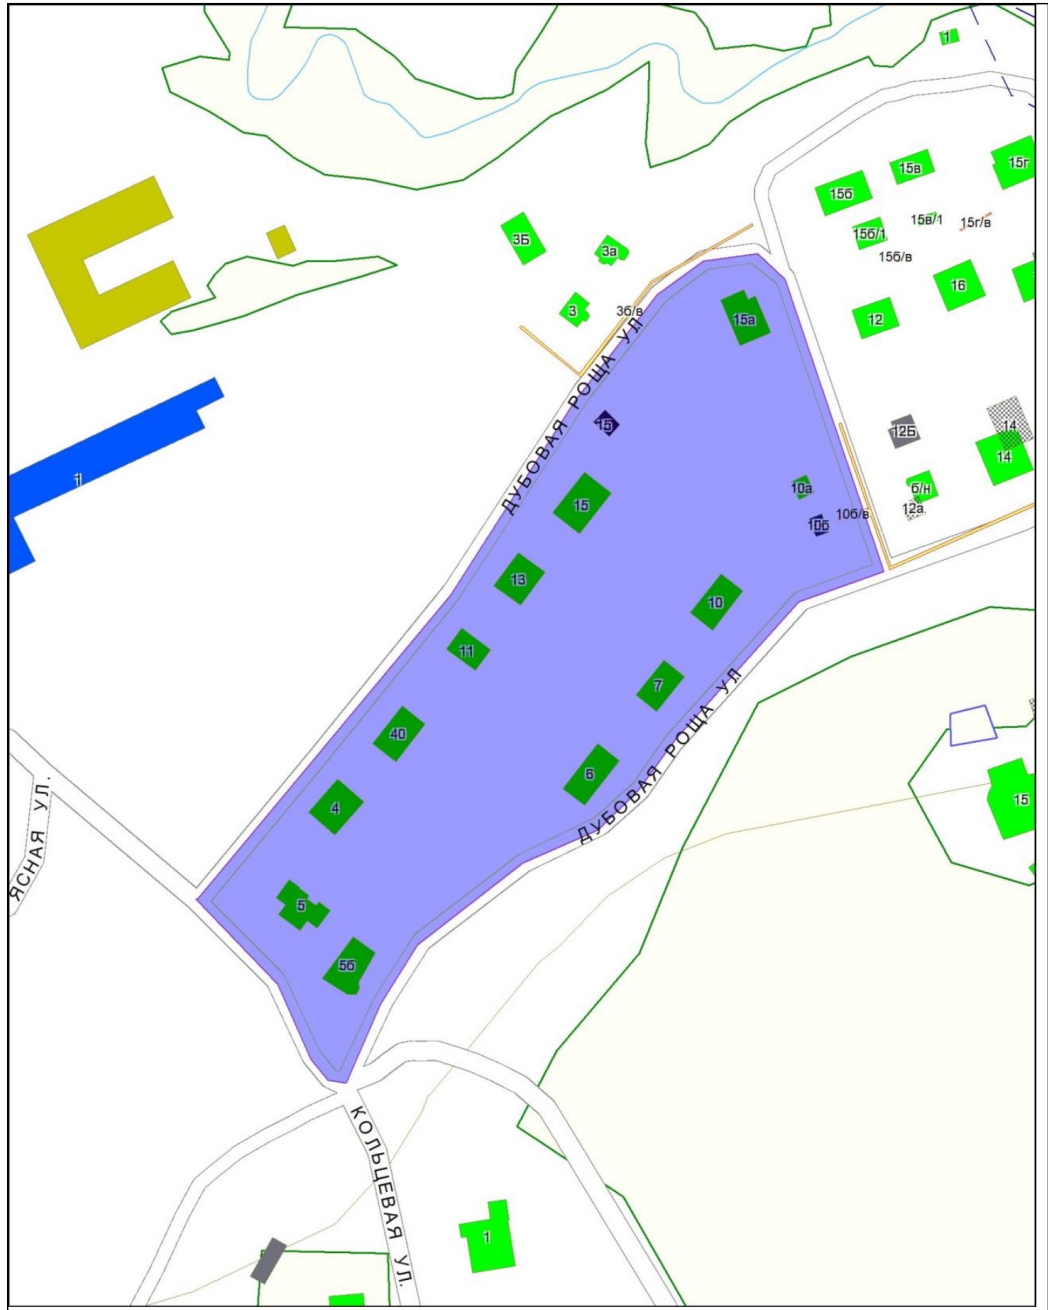 1
15г
15в
15б
15в/1
15г/в
15б/1
3Б
3а
15б/в
16
3
3б/в
12
15а
ДУБОВАЯ РОЩА УЛ
15
12Б
14
14
1
10а
б/н
15
12а
10б/в
10б
13
10
11
7
40
6
ДУБОВАЯ РОЩА УЛ
15
4
ЯСНАЯ УЛ.
5
5б
КОЛЬЦЕВАЯ УЛ.
1